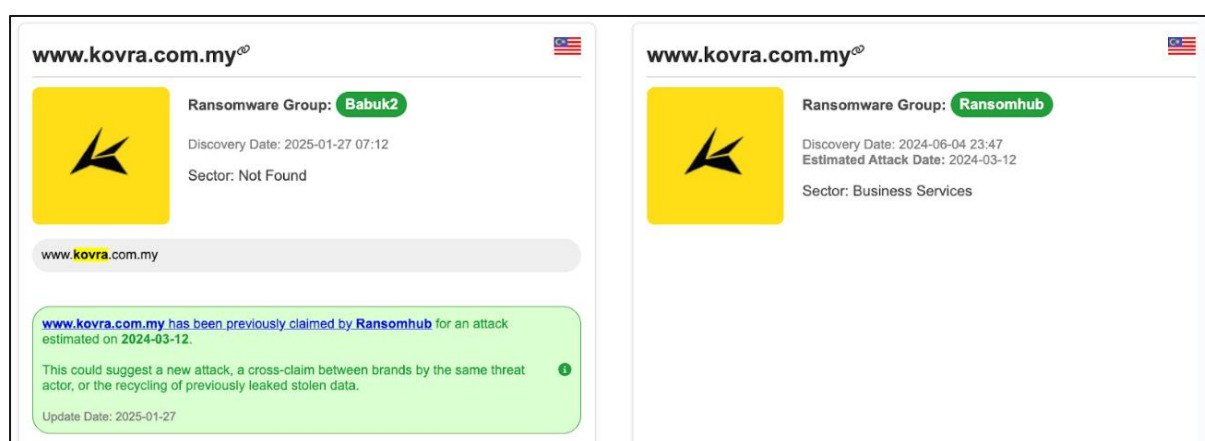 www.kovra.com.my
Ransomware Group: Babuk2
Discovery Date: 2025-01-27 07:12
Sector: Not Found
www.kovra.com.my
www.kovra.com.my has been previously claimed by Ransomhub for an attack
estimated on 2024-03-12.
This could suggest a new attack, a cross-claim between brands by the same threat
actor, or the recycling of previously leaked stolen data.
Update Date: 2025-01-27
www.kovra.com.my
Ransomware Group: Ransomhub
Discovery Date: 2024-06-04 23:47
Estimated Attack Date: 2024-03-12
Sector: Business Services